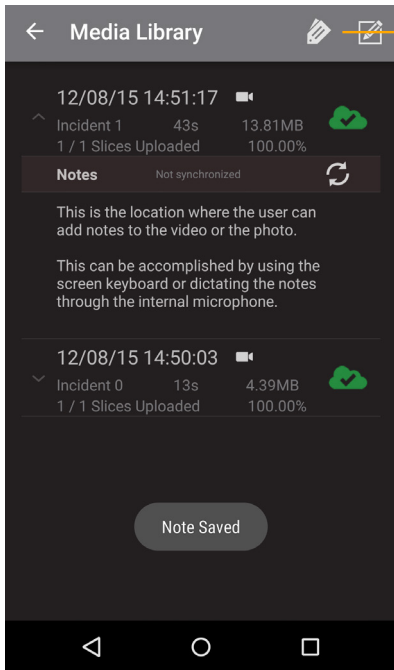 Media Library
12/08/15 14:51:17
Incident 1 43s 13.81MB
1 / 1 Slices Uploaded 100.00%
Notes Not synchronized
This is the location where the user can
add notes to the video or the photo.
This can be accomplished by using the
screen keyboard or dictating the notes
through the internal microphone.
12/08/15 14:50:03
Incident 0 13s 4.39MB
1 / 1 Slices Uploaded 100.00%
Note Saved